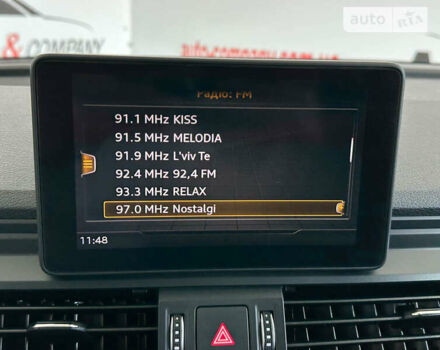 auto RIA
& COMPANY
Радіо: FM
91.1 MHz KISS
91.5 MHz MELODIA
91.9 MHz L'viv Te
92.4 MHz 92,4 FM
93.3 MHz RELAX
97.0 MHz Nostalgi
11:48